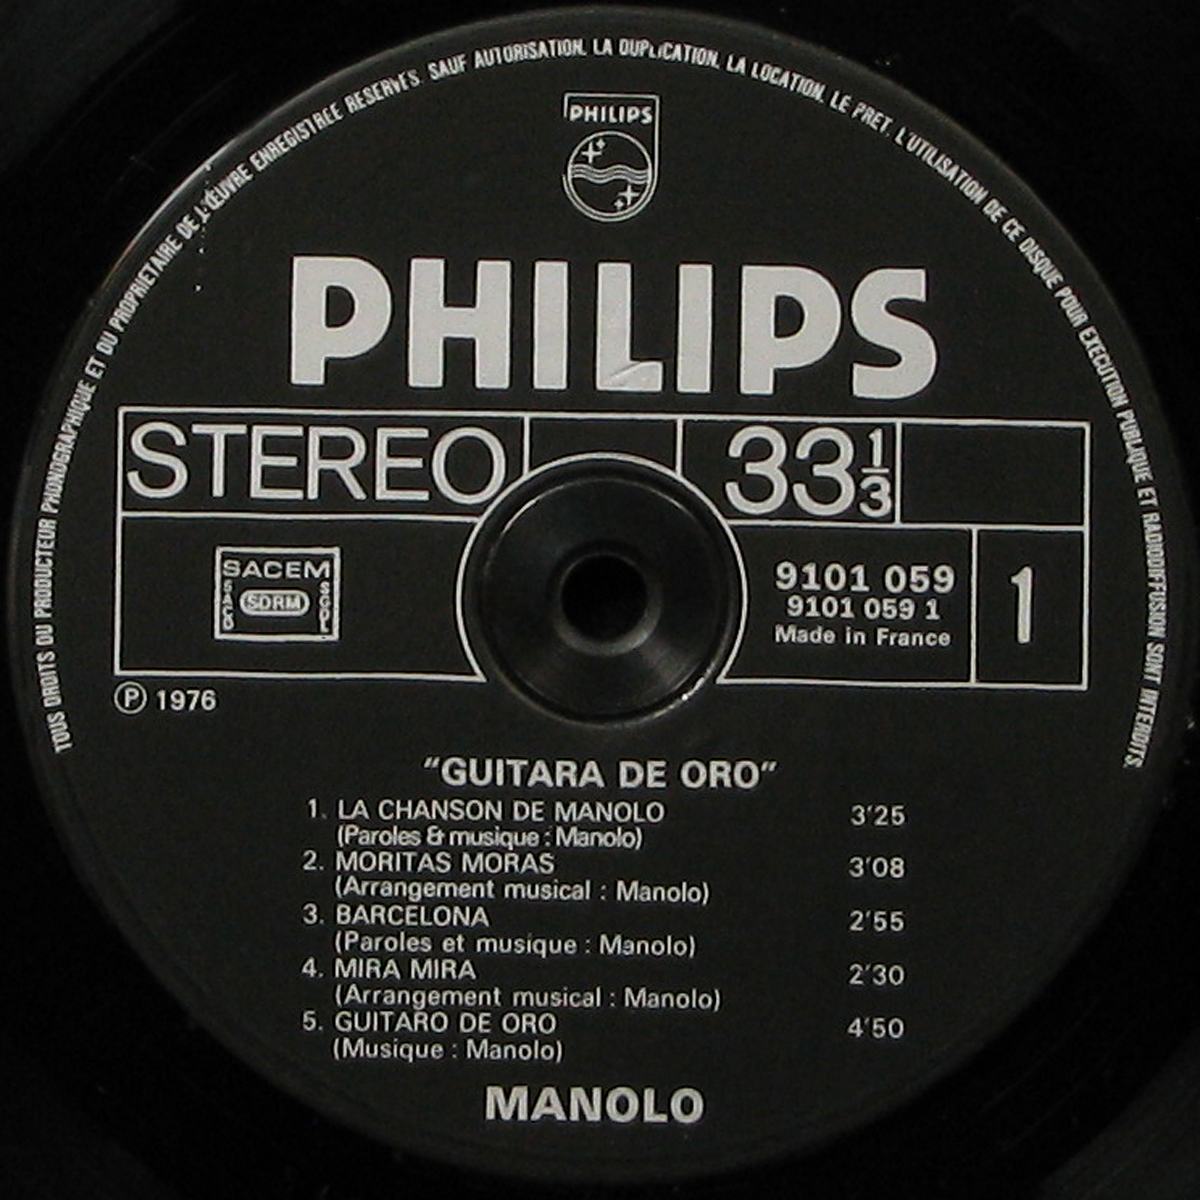 TOUS DROITS DU PRODUCTEUR PHONOGRAPHIQUE ET DU PROPRIETAIRE DE L'ŒUVRE ENREGISTREE RESERVES. SAUF AUTORISATION, LA DUPLICATION, LA LOCATION, LE PRET, L'UTILISATION DE CE DISQUE POUR EXECUTION PUBLIQUE ET RADIODIFFUSION SONT INTERDITS.
PHILIPS
PHILIPS
STEREO 33 1/3
SACEM
SACD SDRM SGDL
9101 059
9101 059 1
Made in France
1
Ⓟ 1976
"GUITARA DE ORO"
1. LA CHANSON DE MANOLO 3'25
(Paroles & musique : Manolo)
2. MORITAS MORAS 3'08
(Arrangement musical : Manolo)
3. BARCELONA 2'55
(Paroles et musique : Manolo)
4. MIRA MIRA 2'30
(Arrangement musical : Manolo)
5. GUITARO DE ORO 4'50
(Musique : Manolo)
MANOLO